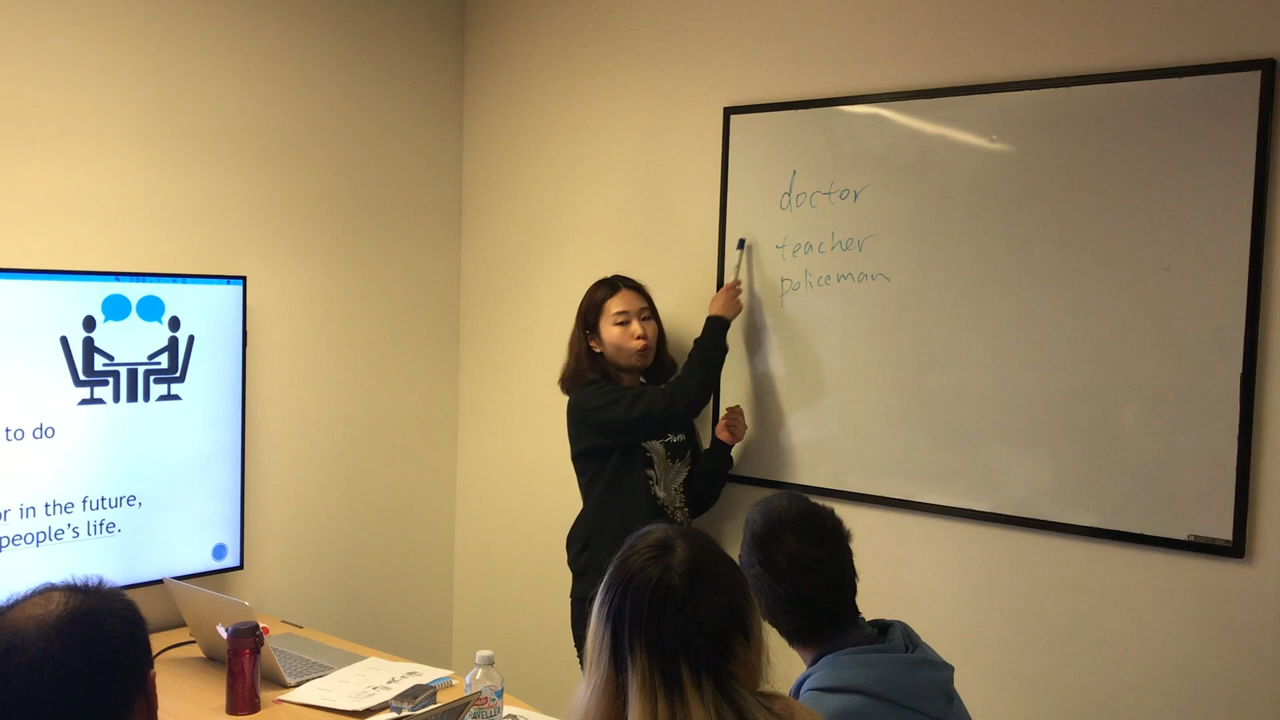 to do
r in the future,
people's life.
doctor
teacher
policeman